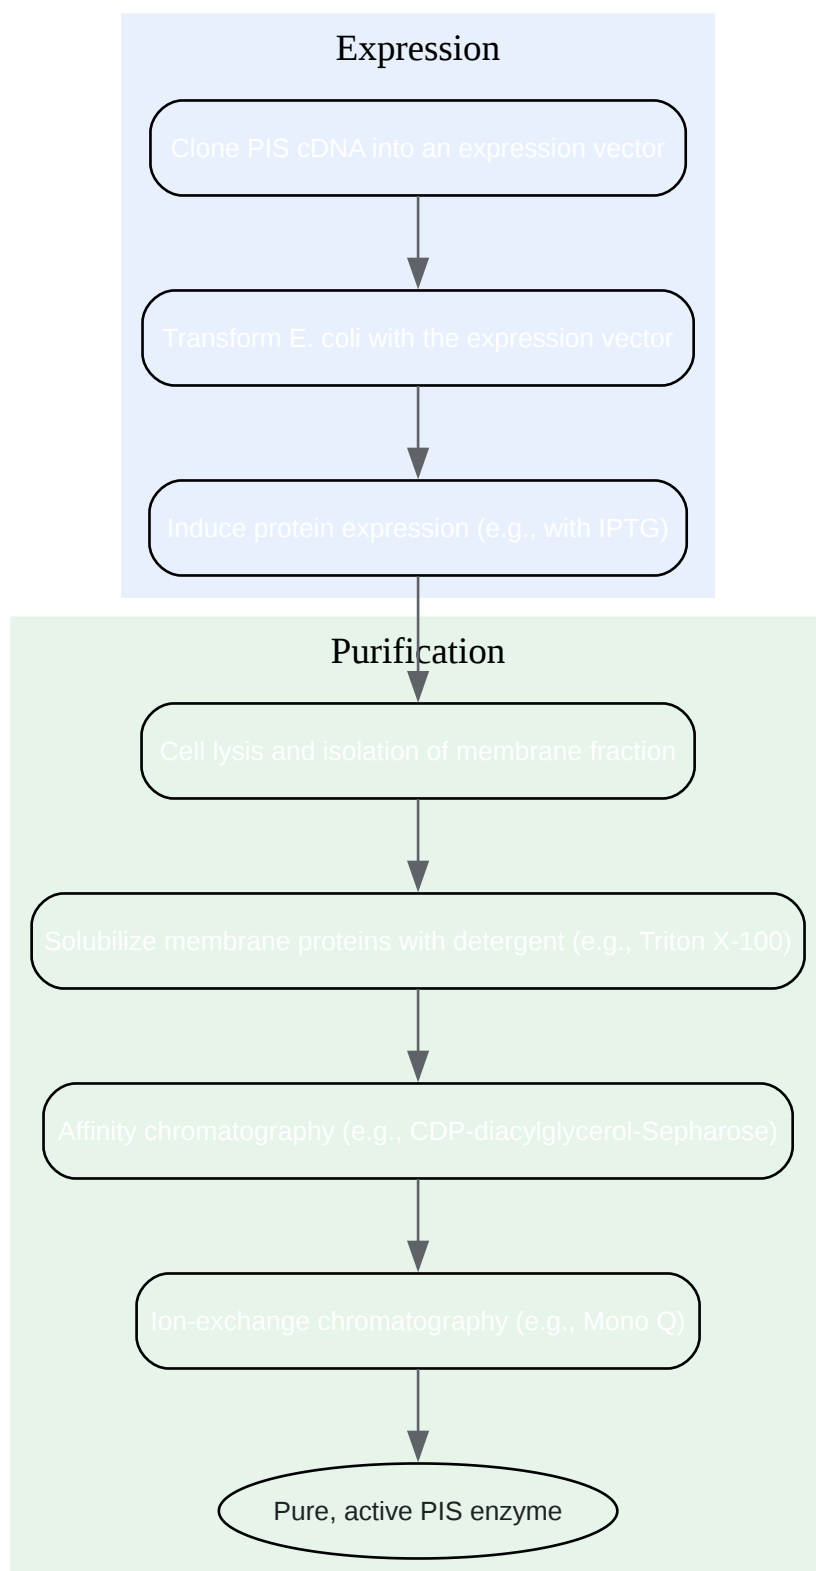 Expression
Clone PIS cDNA into an expression vector
Transform E. coli with the expression vector
Induce protein expression (e.g., with IPTG)
Purification
Cell lysis and isolation of membrane fraction
Solubilize membrane proteins with detergent (e.g., Triton X-100)
Affinity chromatography (e.g., CDP-diacylglycerol-Sepharose)
Ion-exchange chromatography (e.g., Mono Q)
Pure, active PIS enzyme